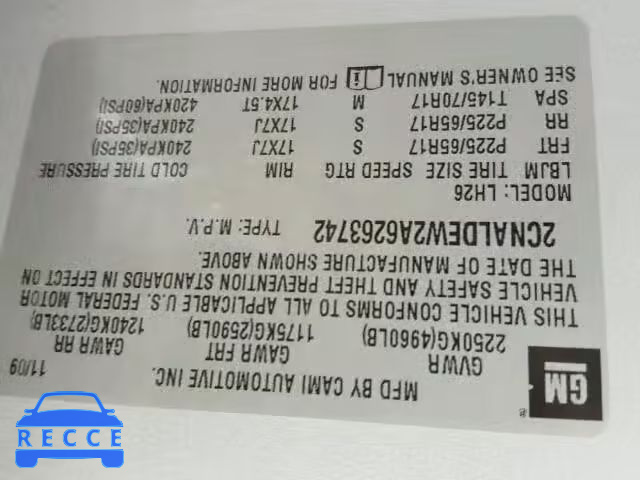 MFD BY CAMI AUTOMOTIVE INC. 11/09
GVWR GAWR FRT GAWR RR
2250KG(4960LB) 1175KG(2590LB) 1240KG(2733LB)
THIS VEHICLE CONFORMS TO ALL APPLICABLE U.S. FEDERAL MOTOR
VEHICLE SAFETY AND THEFT PREVENTION STANDARDS IN EFFECT ON
THE DATE OF MANUFACTURE SHOWN ABOVE.
2CNALDEW2A6263742 TYPE: M.P.V.
MODEL: LH26
LBJM TIRE SIZE SPEED RTG RIM COLD TIRE PRESSURE
FRT P225/65R17 S 17X7J 240KPA(35PSI)
RR P225/65R17 S 17X7J 240KPA(35PSI)
SPA T145/70R17 M 17X4.5T 420KPA(60PSI)
SEE OWNER'S MANUAL FOR MORE INFORMATION.
GM
®
RECCE